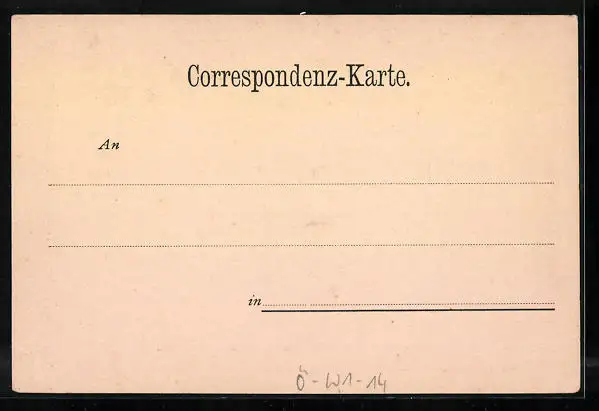 Correspondenz-Karte.
An
in
Ö-W1-14